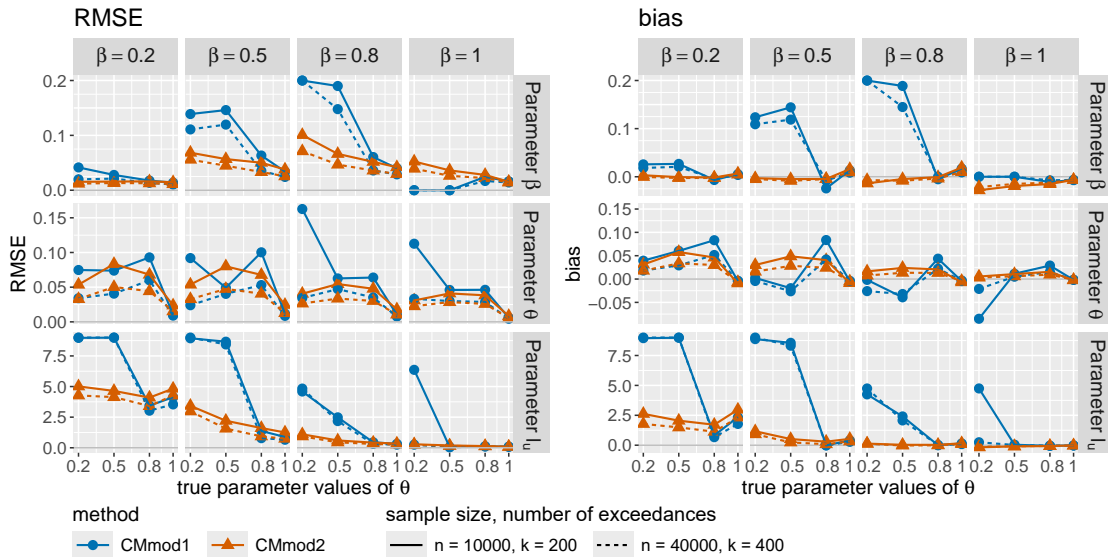 RMSE
bias
β = 0.2 β = 0.5 β = 0.8 β = 1
β = 0.2 β = 0.5 β = 0.8 β = 1
0.2
0.1
0.0
Parameter β
0.15
0.10
0.05
0.00
Parameter θ
7.5
5.0
2.5
0.0
Parameter l_u
RMSE
0.2 0.5 0.8 1 0.2 0.5 0.8 1 0.2 0.5 0.8 1 0.2 0.5 0.8 1
true parameter values of θ
0.2
0.1
0.0
Parameter β
0.15
0.10
0.05
0.00
−0.05
Parameter θ
7.5
5.0
2.5
0.0
Parameter l_u
bias
0.2 0.5 0.8 1 0.2 0.5 0.8 1 0.2 0.5 0.8 1 0.2 0.5 0.8 1
true parameter values of θ
method
CMmod1 CMmod2
sample size, number of exceedances
n = 10000, k = 200 n = 40000, k = 400